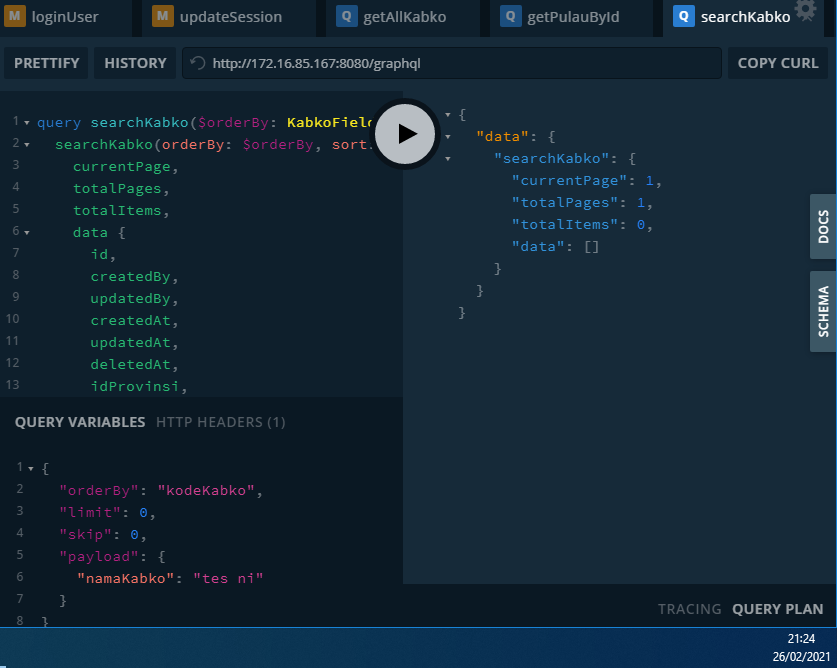 M loginUser M updateSession Q getAllKabko Q getPulauById Q searchKabko
PRETTIFY HISTORY http://172.16.85.167:8080/graphql COPY CURL
1 query searchKabko($orderBy: KabkoField
2 searchKabko(orderBy: $orderBy, sort:
3 currentPage,
4 totalPages,
5 totalItems,
6 data {
7 id,
8 createdBy,
9 updatedBy,
10 createdAt,
11 updatedAt,
12 deletedAt,
13 idProvinsi,
{
"data": {
"searchKabko": {
"currentPage": 1,
"totalPages": 1,
"totalItems": 0,
"data": []
}
}
}
DOCS
SCHEMA
QUERY VARIABLES HTTP HEADERS (1)
1 {
2 "orderBy": "kodeKabko",
3 "limit": 0,
4 "skip": 0,
5 "payload": {
6 "namaKabko": "tes ni"
7 }
8 }
TRACING QUERY PLAN
21:24
26/02/2021